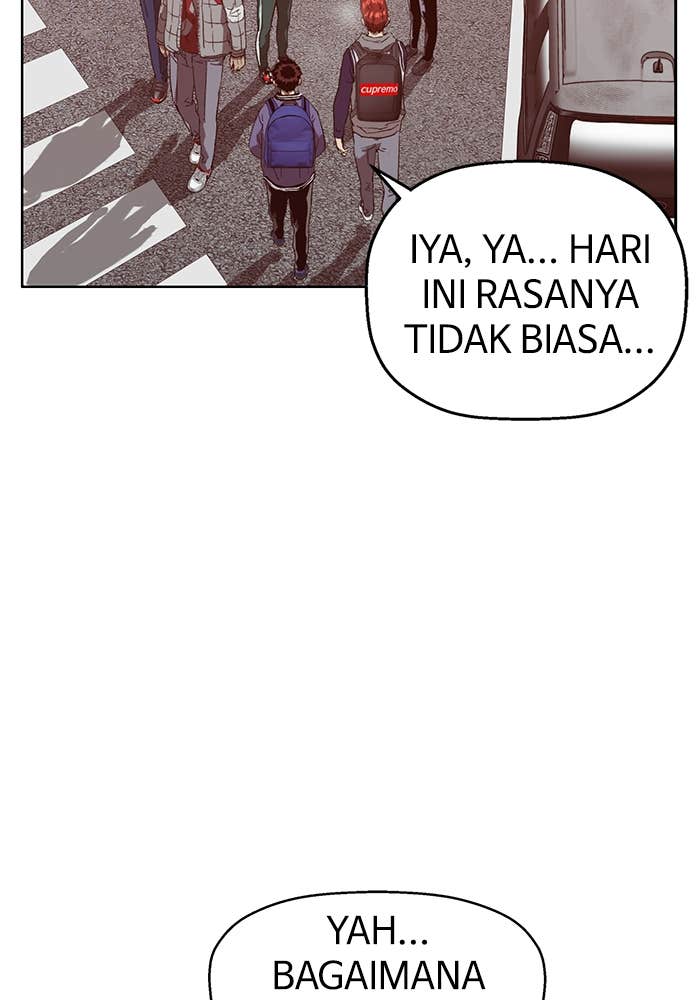 cupremo
IYA, YA... HARI
INI RASANYA
TIDAK BIASA...
YAH...
BAGAIMANA